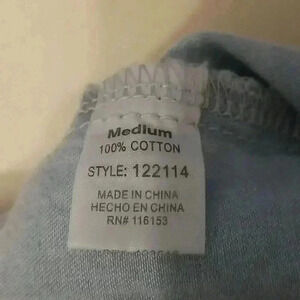 Medium
100% COTTON
STYLE: 122114
MADE IN CHINA
HECHO EN CHINA
RN# 116153